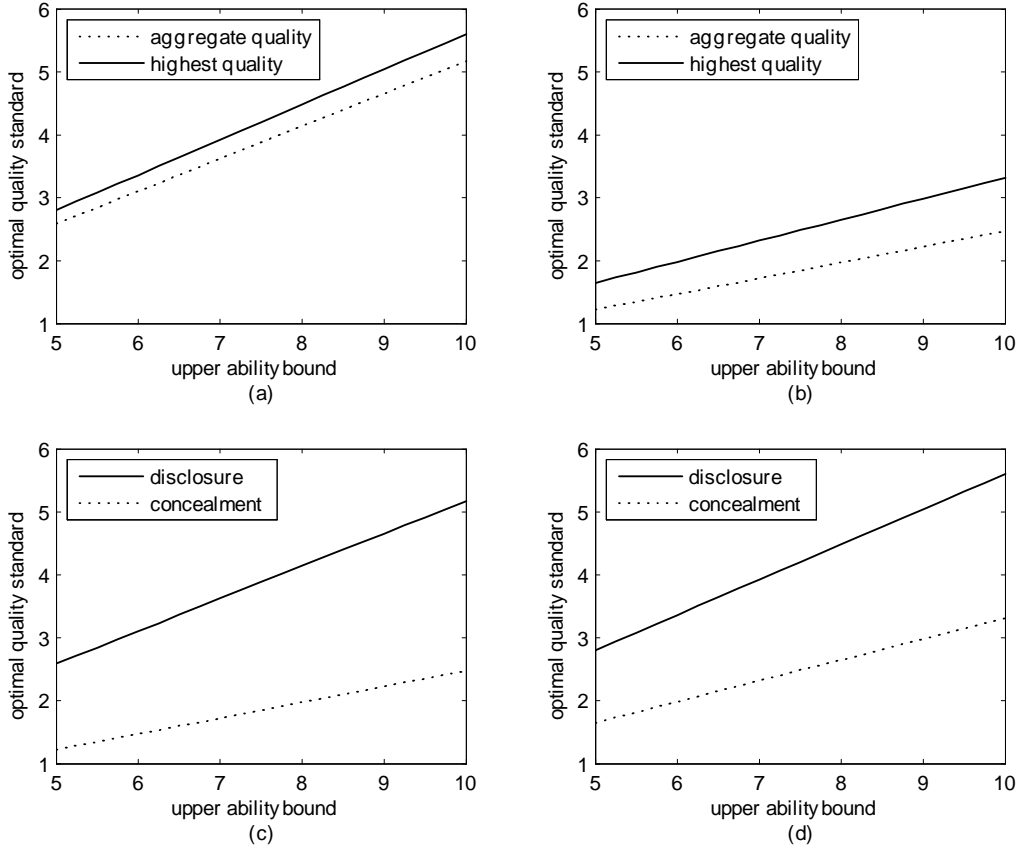 6
5
4
3
2
1
optimal quality standard
aggregate quality
highest quality
5 6 7 8 9 10
upper ability bound
(a)
6
5
4
3
2
1
optimal quality standard
aggregate quality
highest quality
5 6 7 8 9 10
upper ability bound
(b)
6
5
4
3
2
1
optimal quality standard
disclosure
concealment
5 6 7 8 9 10
upper ability bound
(c)
6
5
4
3
2
1
optimal quality standard
disclosure
concealment
5 6 7 8 9 10
upper ability bound
(d)